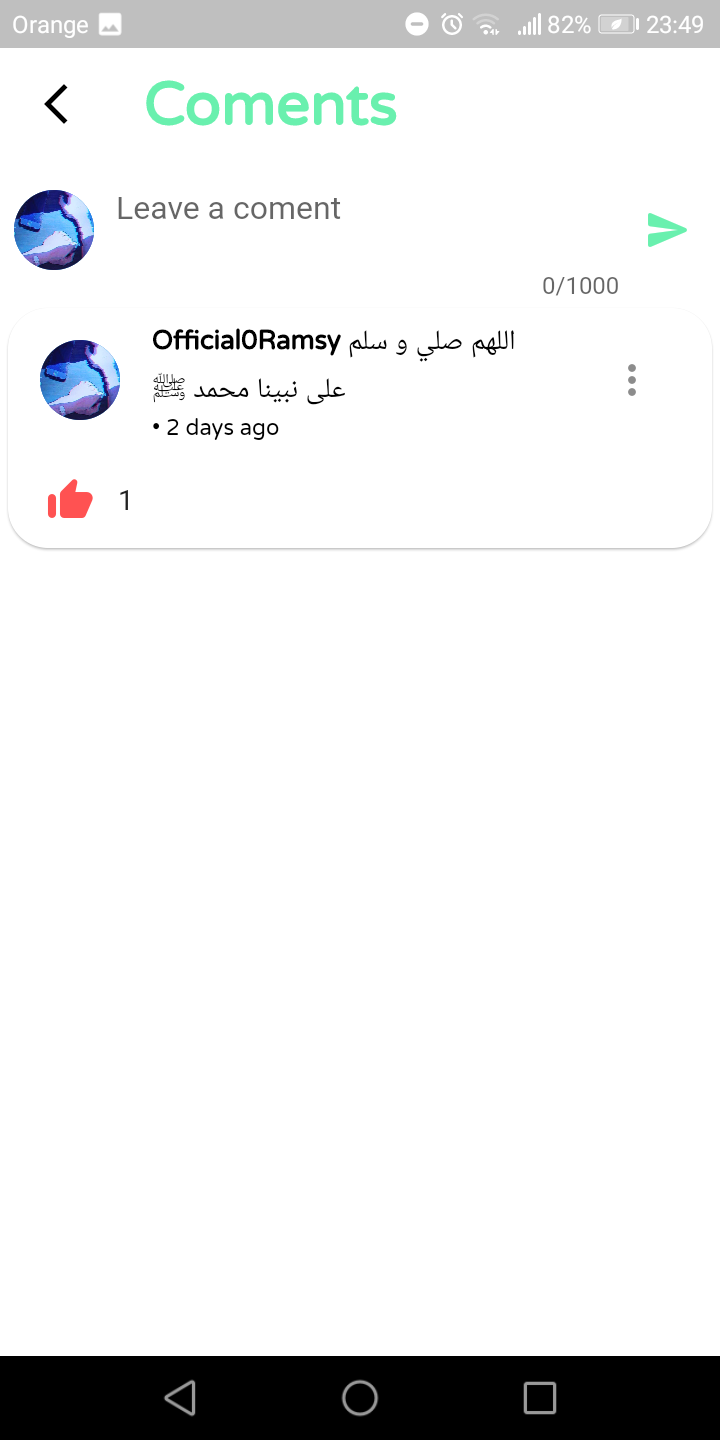 Orange 82% 23:49
Coments
Leave a coment
0/1000
Official0Ramsy اللهم صلي و سلم
على نبينا محمد ﷺ
• 2 days ago
1